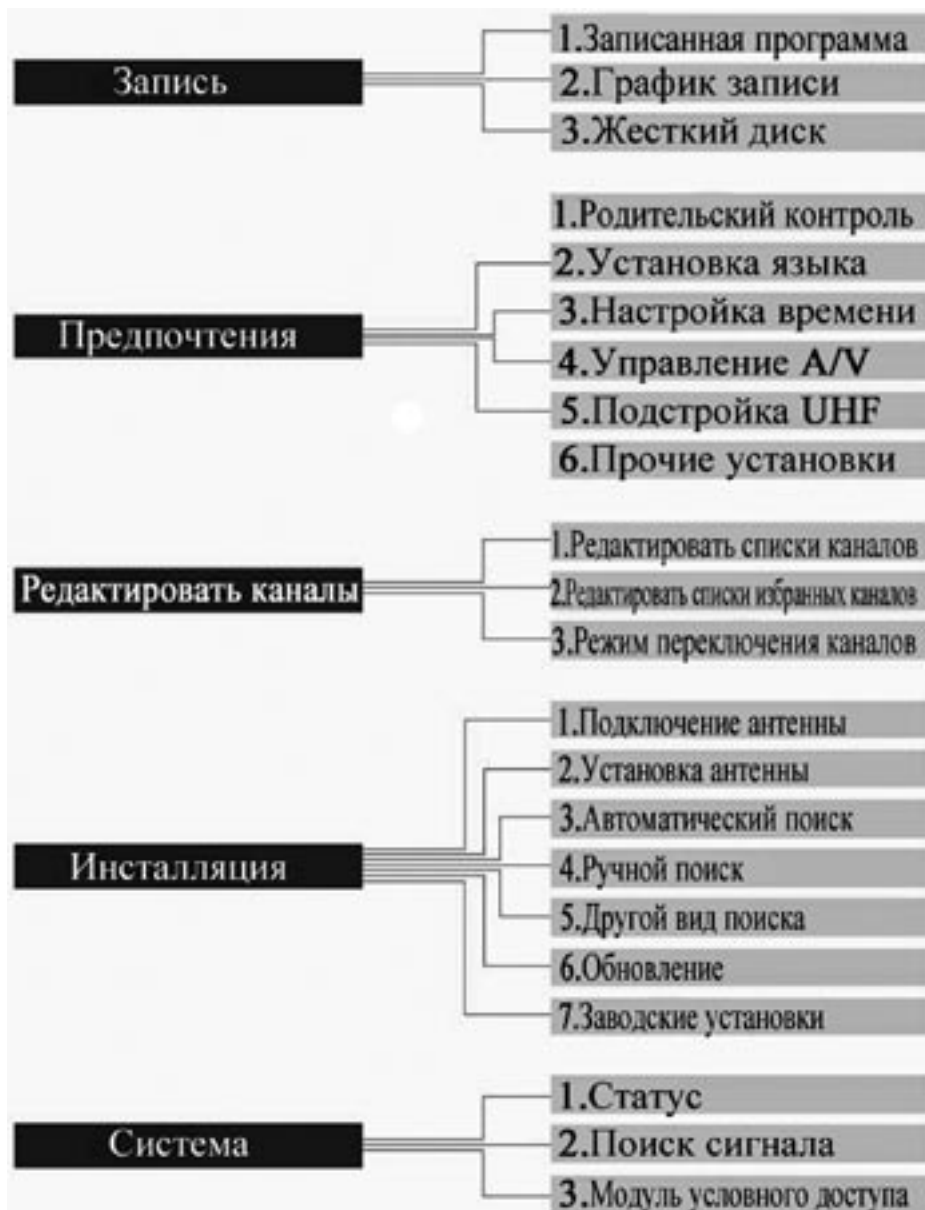 Запись
1.Записанная программа
2.График записи
3.Жесткий диск
Предпочтения
1.Родительский контроль
2.Установка языка
3.Настройка времени
4.Управление A/V
5.Подстройка UHF
6.Прочие установки
Редактировать каналы
1.Редактировать списки каналов
2.Редактировать списки избранных каналов
3.Режим переключения каналов
Инсталляция
1.Подключение антенны
2.Установка антенны
3.Автоматический поиск
4.Ручной поиск
5.Другой вид поиска
6.Обновление
7.Заводские установки
Система
1.Статус
2.Поиск сигнала
3.Модуль условного доступа